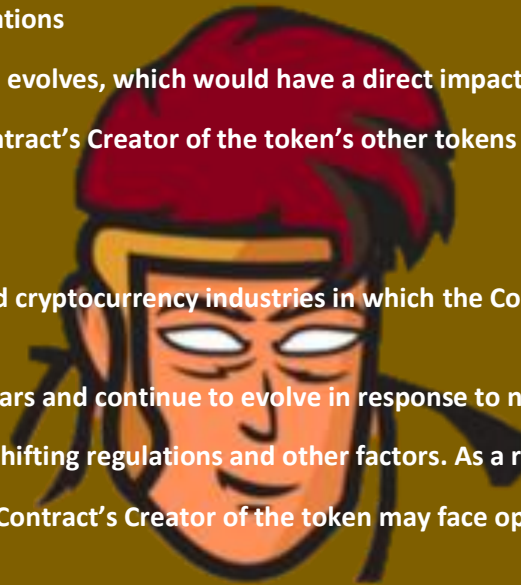 ations
evolves, which would have a direct impact
ntract's Creator of the token's other tokens
d cryptocurrency industries in which the Co
ars and continue to evolve in response to n
hifting regulations and other factors. As a r
Contract's Creator of the token may face op